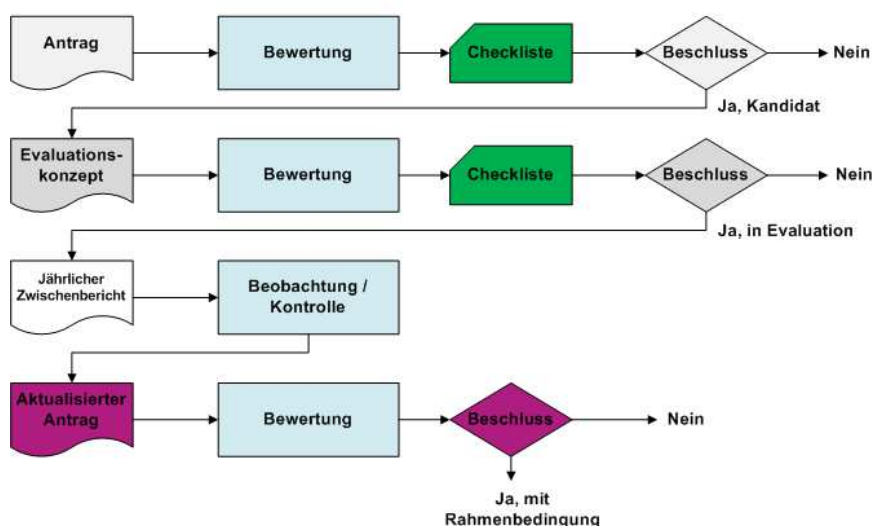 Antrag
Bewertung
Checkliste
Beschluss
Nein
Ja, Kandidat
Evaluations-
konzept
Bewertung
Checkliste
Beschluss
Nein
Ja, in Evaluation
Jährlicher
Zwischenbericht
Beobachtung /
Kontrolle
Aktualisierter
Antrag
Bewertung
Beschluss
Nein
Ja, mit
Rahmenbedingung